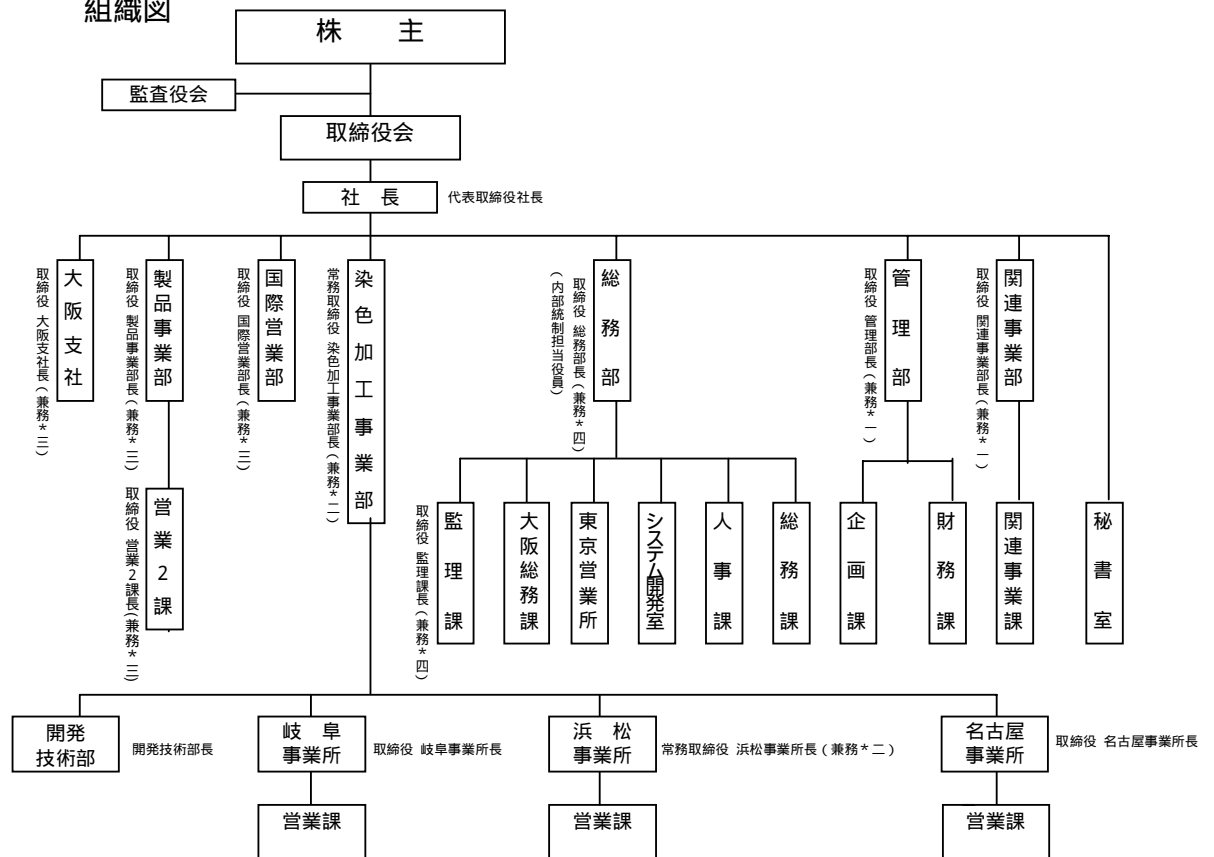 組織図
株　主
監査役会
取締役会
社　長
代表取締役社長
大阪支社
取締役 大阪支社長（兼務*三）
製品事業部
取締役 製品事業部長（兼務*三）
国際営業部
取締役 国際営業部長（兼務*三）
染色加工事業部
常務取締役 染色加工事業部長（兼務*二）
総務部
取締役 総務部長（兼務*四）
（内部統制担当役員）
管理部
取締役 管理部長（兼務*一）
関連事業部
取締役 関連事業部長（兼務*一）
営業2課
取締役 営業2課長（兼務*三）
監理課
取締役 監理課長（兼務*四）
大阪総務課
東京営業所
システム開発室
人事課
総務課
企画課
財務課
関連事業課
秘書室
開発
技術部
開発技術部長
岐　阜
事業所
取締役 岐阜事業所長
浜　松
事業所
常務取締役 浜松事業所長（兼務*二）
名古屋
事業所
取締役 名古屋事業所長
営業課
営業課
営業課